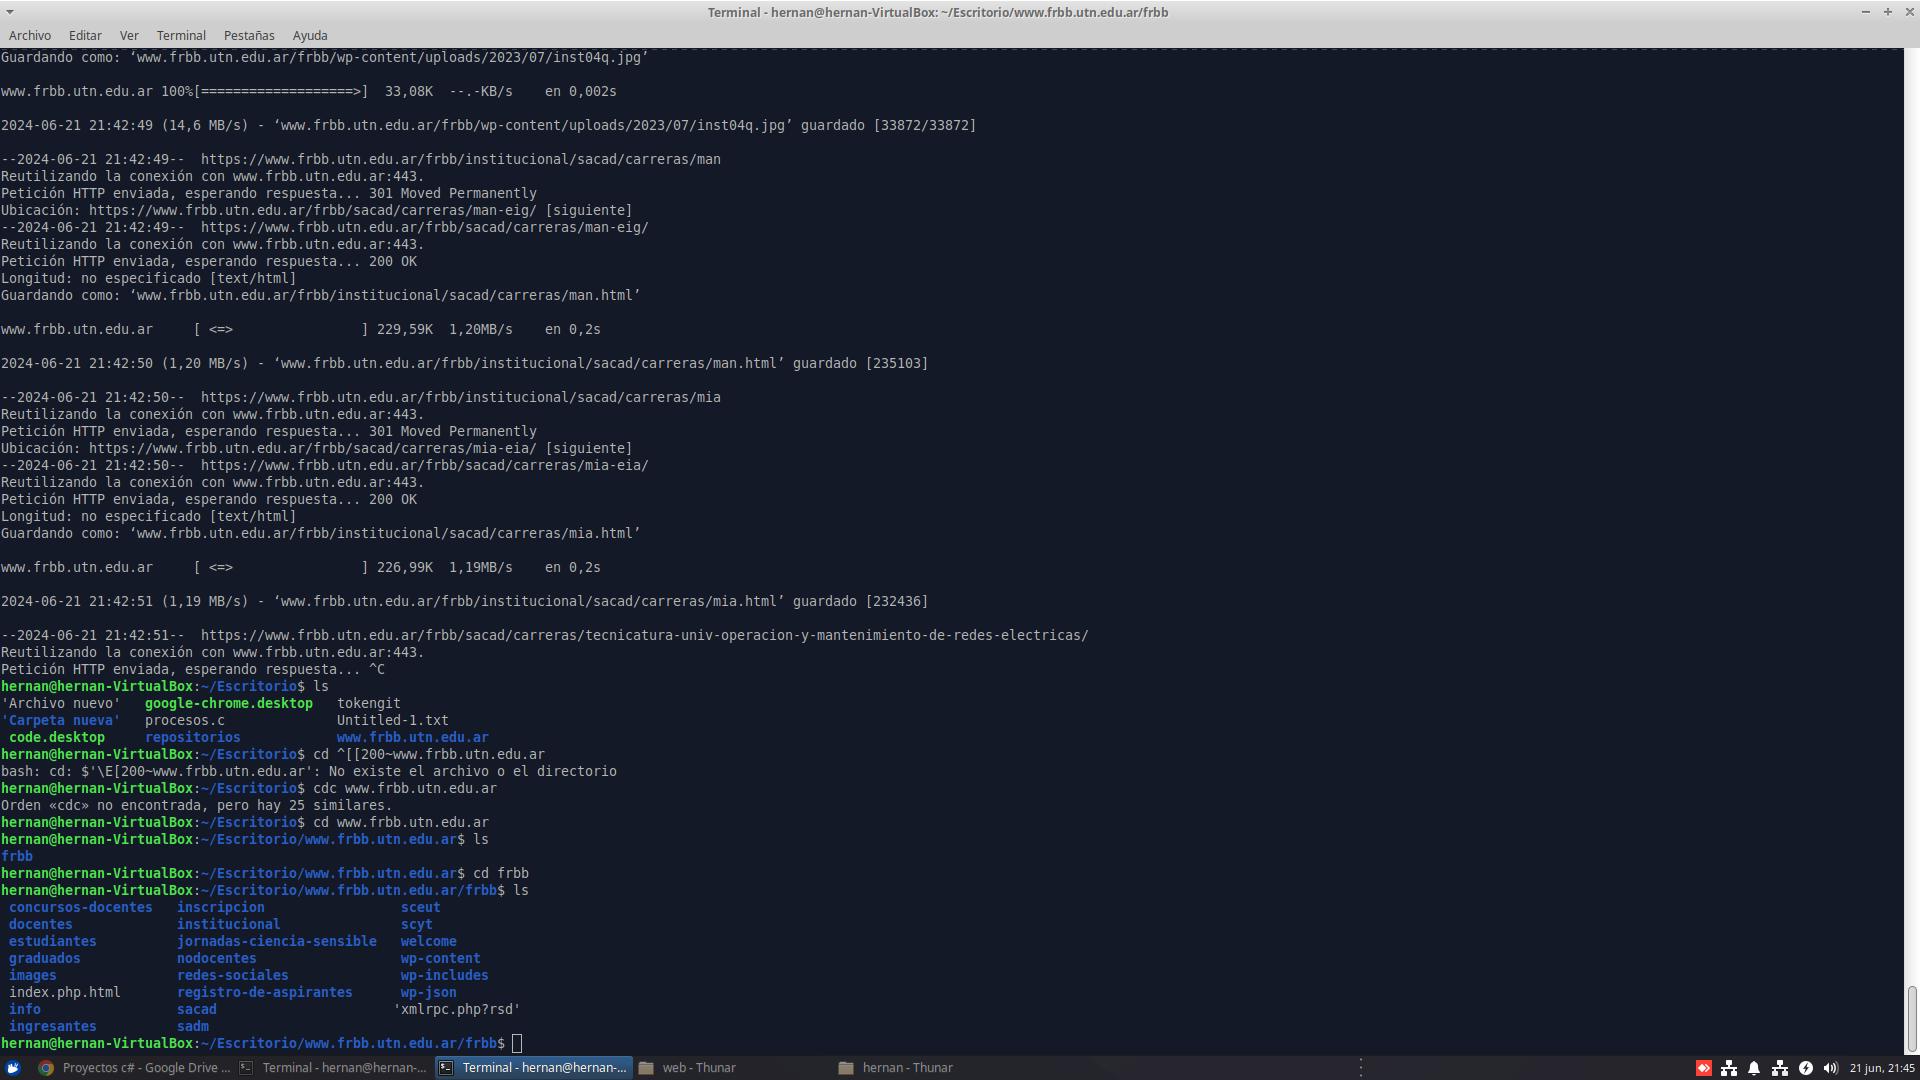 Terminal - hernan@hernan-VirtualBox: ~/Escritorio/www.frbb.utn.edu.ar/frbb
Archivo Editar Ver Terminal Pestañas Ayuda
Guardando como: ‘www.frbb.utn.edu.ar/frbb/wp-content/uploads/2023/07/inst04q.jpg’
www.frbb.utn.edu.ar 100%[===================>]  33,08K  --.-KB/s    en 0,002s
2024-06-21 21:42:49 (14,6 MB/s) - ‘www.frbb.utn.edu.ar/frbb/wp-content/uploads/2023/07/inst04q.jpg’ guardado [33872/33872]
--2024-06-21 21:42:49--  https://www.frbb.utn.edu.ar/frbb/institucional/sacad/carreras/man
Reutilizando la conexión con www.frbb.utn.edu.ar:443.
Petición HTTP enviada, esperando respuesta... 301 Moved Permanently
Ubicación: https://www.frbb.utn.edu.ar/frbb/sacad/carreras/man-eig/ [siguiente]
--2024-06-21 21:42:49--  https://www.frbb.utn.edu.ar/frbb/sacad/carreras/man-eig/
Reutilizando la conexión con www.frbb.utn.edu.ar:443.
Petición HTTP enviada, esperando respuesta... 200 OK
Longitud: no especificado [text/html]
Guardando como: ‘www.frbb.utn.edu.ar/frbb/institucional/sacad/carreras/man.html’
www.frbb.utn.edu.ar     [ <=>                ] 229,59K  1,20MB/s    en 0,2s
2024-06-21 21:42:50 (1,20 MB/s) - ‘www.frbb.utn.edu.ar/frbb/institucional/sacad/carreras/man.html’ guardado [235103]
--2024-06-21 21:42:50--  https://www.frbb.utn.edu.ar/frbb/institucional/sacad/carreras/mia
Reutilizando la conexión con www.frbb.utn.edu.ar:443.
Petición HTTP enviada, esperando respuesta... 301 Moved Permanently
Ubicación: https://www.frbb.utn.edu.ar/frbb/sacad/carreras/mia-eia/ [siguiente]
--2024-06-21 21:42:50--  https://www.frbb.utn.edu.ar/frbb/sacad/carreras/mia-eia/
Reutilizando la conexión con www.frbb.utn.edu.ar:443.
Petición HTTP enviada, esperando respuesta... 200 OK
Longitud: no especificado [text/html]
Guardando como: ‘www.frbb.utn.edu.ar/frbb/institucional/sacad/carreras/mia.html’
www.frbb.utn.edu.ar     [ <=>                ] 226,99K  1,19MB/s    en 0,2s
2024-06-21 21:42:51 (1,19 MB/s) - ‘www.frbb.utn.edu.ar/frbb/institucional/sacad/carreras/mia.html’ guardado [232436]
--2024-06-21 21:42:51--  https://www.frbb.utn.edu.ar/frbb/sacad/carreras/tecnicatura-univ-operacion-y-mantenimiento-de-redes-electricas/
Reutilizando la conexión con www.frbb.utn.edu.ar:443.
Petición HTTP enviada, esperando respuesta... ^C
hernan@hernan-VirtualBox:~/Escritorio$ ls
'Archivo nuevo'   google-chrome.desktop   tokengit
'Carpeta nueva'   procesos.c              Untitled-1.txt
code.desktop     repositorios            www.frbb.utn.edu.ar
hernan@hernan-VirtualBox:~/Escritorio$ cd ^[[200~www.frbb.utn.edu.ar
bash: cd: $'\E[200~www.frbb.utn.edu.ar': No existe el archivo o el directorio
hernan@hernan-VirtualBox:~/Escritorio$ cdc www.frbb.utn.edu.ar
Orden «cdc» no encontrada, pero hay 25 similares.
hernan@hernan-VirtualBox:~/Escritorio$ cd www.frbb.utn.edu.ar
hernan@hernan-VirtualBox:~/Escritorio/www.frbb.utn.edu.ar$ ls
frbb
hernan@hernan-VirtualBox:~/Escritorio/www.frbb.utn.edu.ar$ cd frbb
hernan@hernan-VirtualBox:~/Escritorio/www.frbb.utn.edu.ar/frbb$ ls
concursos-docentes   inscripcion                 sceut
docentes             institucional               scyt
estudiantes          jornadas-ciencia-sensible   welcome
graduados            nodocentes                  wp-content
images               redes-sociales              wp-includes
index.php.html       registro-de-aspirantes      wp-json
info                 sacad                      'xmlrpc.php?rsd'
ingresantes          sadm
hernan@hernan-VirtualBox:~/Escritorio/www.frbb.utn.edu.ar/frbb$
Proyectos c# - Google Drive ... Terminal - hernan@hernan-... Terminal - hernan@hernan-... web - Thunar hernan - Thunar 21 jun, 21:45